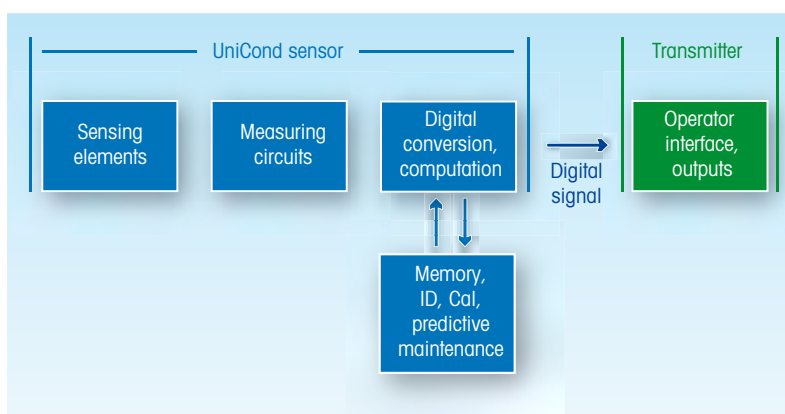 UniCond sensor
Transmitter
Sensing
elements
Measuring
circuits
Digital
conversion,
computation
Digital
signal
Operator
interface,
outputs
Memory,
ID, Cal,
predictive
maintenance